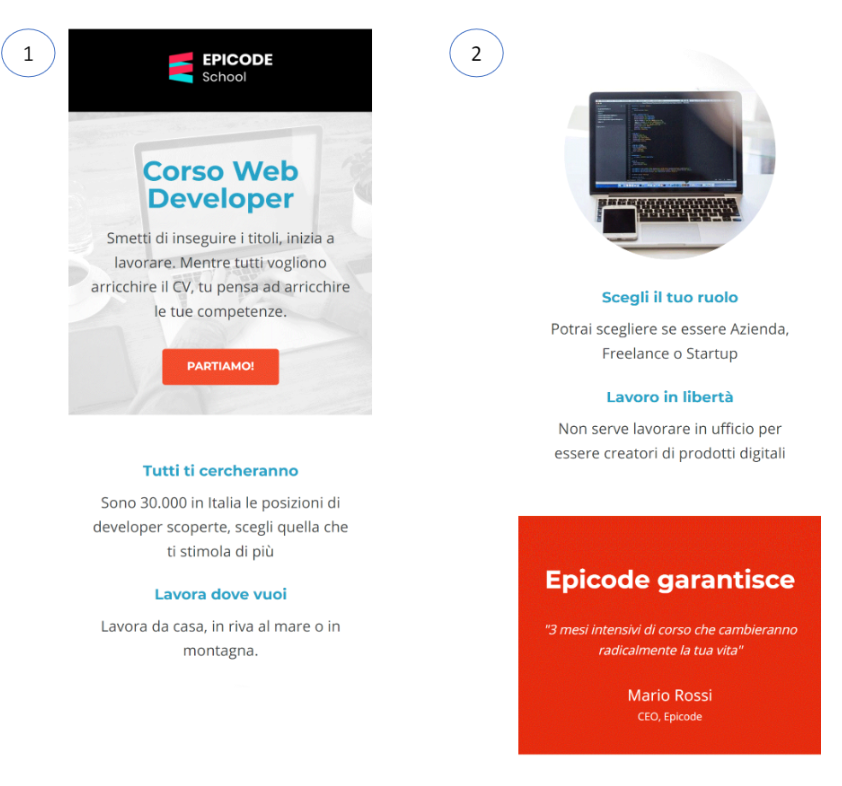 1
EPICODE
School
Corso Web
Developer
Smetti di inseguire i titoli, inizia a
lavorare. Mentre tutti vogliono
arricchire il CV, tu pensa ad arricchire
le tue competenze.
PARTIAMO!
Tutti ti cercheranno
Sono 30.000 in Italia le posizioni di
developer scoperte, scegli quella che
ti stimola di più
Lavora dove vuoi
Lavora da casa, in riva al mare o in
montagna.
2
Scegli il tuo ruolo
Potrai scegliere se essere Azienda,
Freelance o Startup
Lavoro in libertà
Non serve lavorare in ufficio per
essere creatori di prodotti digitali
Epicode garantisce
"3 mesi intensivi di corso che cambieranno
radicalmente la tua vita"
Mario Rossi
CEO, Epicode